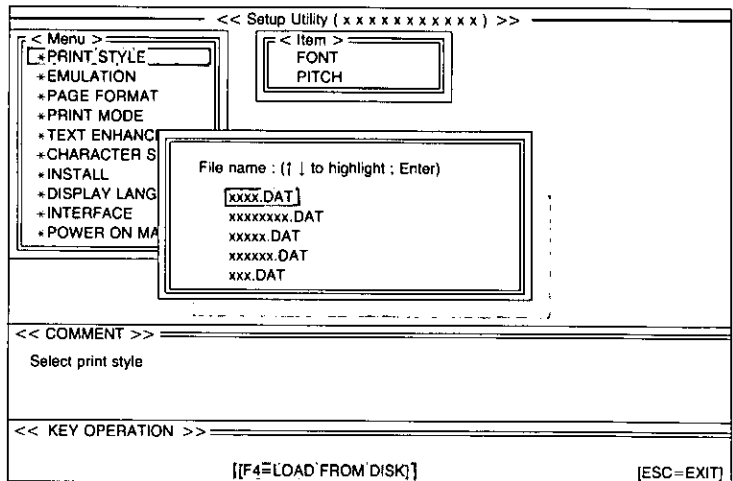 << Setup Utility ( x x x x x x x x x x x ) >>
< Menu >
*PRINT STYLE
*EMULATION
*PAGE FORMAT
*PRINT MODE
*TEXT ENHANC
*CHARACTER S
*INSTALL
*DISPLAY LANG
*INTERFACE
*POWER ON MA
< Item >
FONT
PITCH
File name : (↑ ↓ to highlight ; Enter)
xxxx.DAT
xxxxxxxx.DAT
xxxxx.DAT
xxxxxx.DAT
xxx.DAT
<< COMMENT >>
Select print style
<< KEY OPERATION >>
[[F4=LOAD FROM DISK]]
[ESC=EXIT]